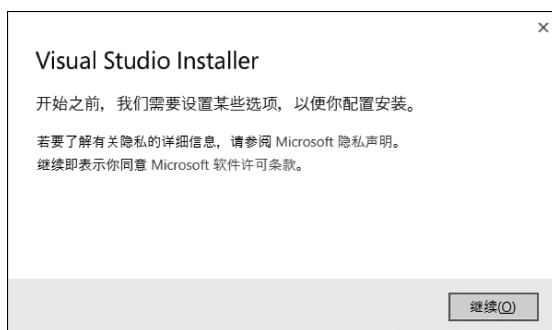 Visual Studio Installer
开始之前，我们需要设置某些选项，以便你配置安装。
若要了解有关隐私的详细信息，请参阅 Microsoft 隐私声明。
继续即表示你同意 Microsoft 软件许可条款。
继续(O)